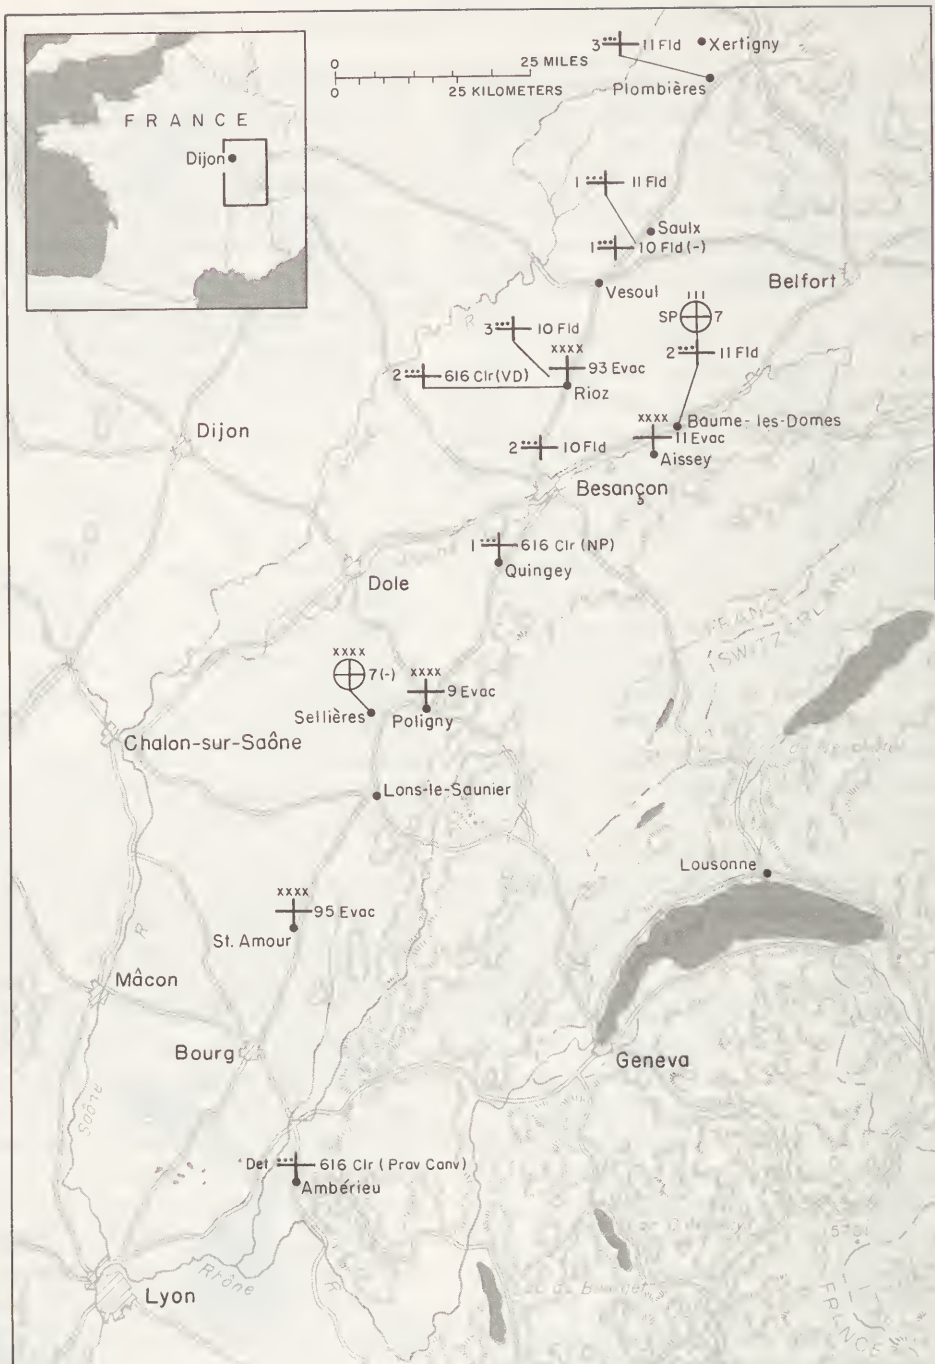 FRANCE
Dijon
0 25 MILES
0 25 KILOMETERS
3 11 Fld
Xertigny
Plombières
1 11 Fld
Saulx
1 10 Fld (-)
Vesoul
Belfort
III
SP 7
3 10 Fld
R
2 11 Fld
XXXX
93 Evac
2 616 Clr (VD)
Rioz
Baume-les-Domes
XXXX
11 Evac
Aissey
Dijon
2 10 Fld
Besançon
1 616 Clr (NP)
Quingey
Dole
FRANCE
SWITZERLAND
XXXX
7(-)
XXXX
9 Evac
Sellières
Poligny
Chalon-sur-Saône
Lons-le-Saunier
Lousonne
XXXX
95 Evac
St. Amour
R
Mâcon
Bourg
Geneva
Saône
Det 616 Clr ( Prov Canv)
Ambérieu
Rhône
R
Lyon
FRANCE